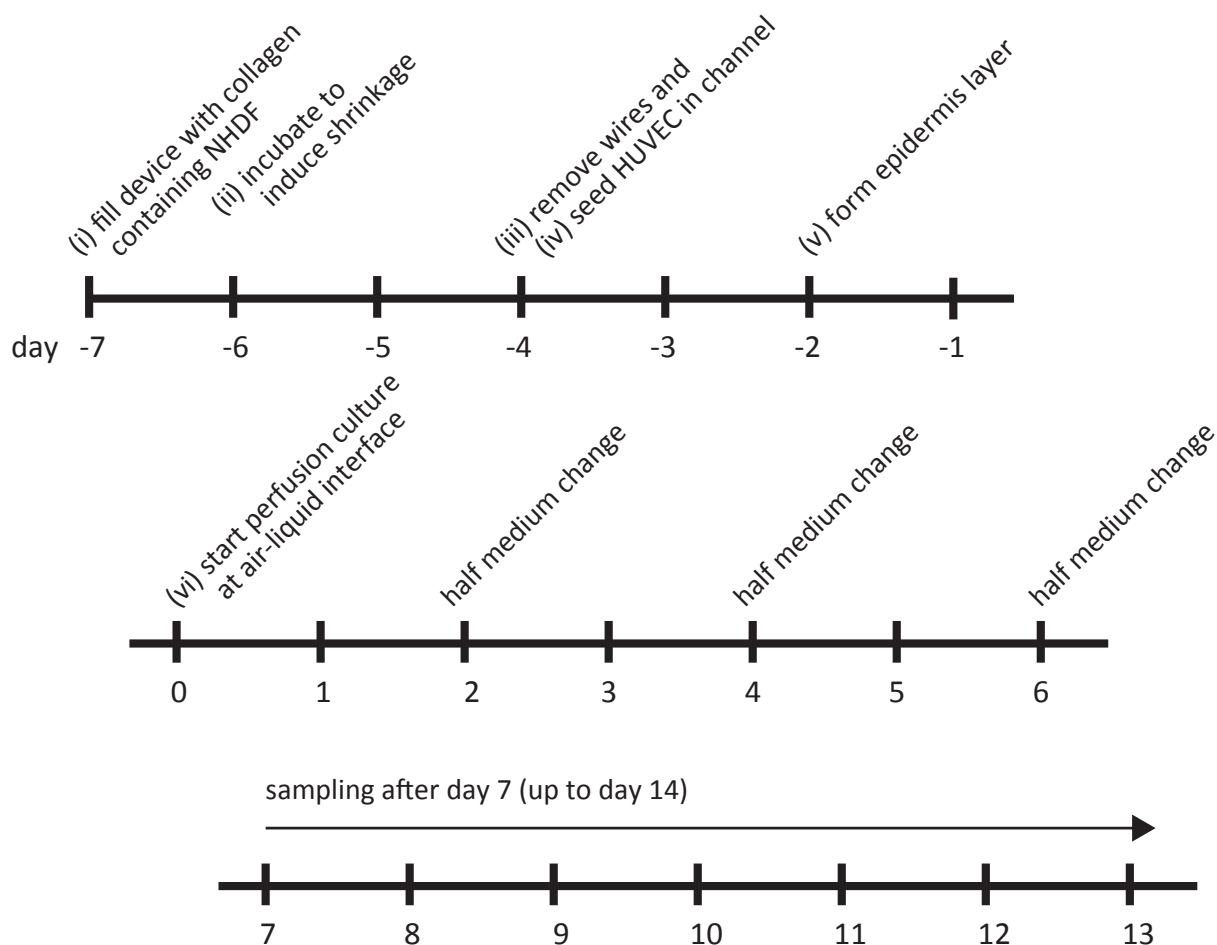 (i) fill device with collagen
containing NHDF
(ii) incubate to
induce shrinkage
(iii) remove wires and
(iv) seed HUVEC in channel
(v) form epidermis layer
day -7 -6 -5 -4 -3 -2 -1
(vi) start perfusion culture
at air-liquid interface
half medium change
half medium change
half medium change
0 1 2 3 4 5 6
sampling after day 7 (up to day 14)
7 8 9 10 11 12 13